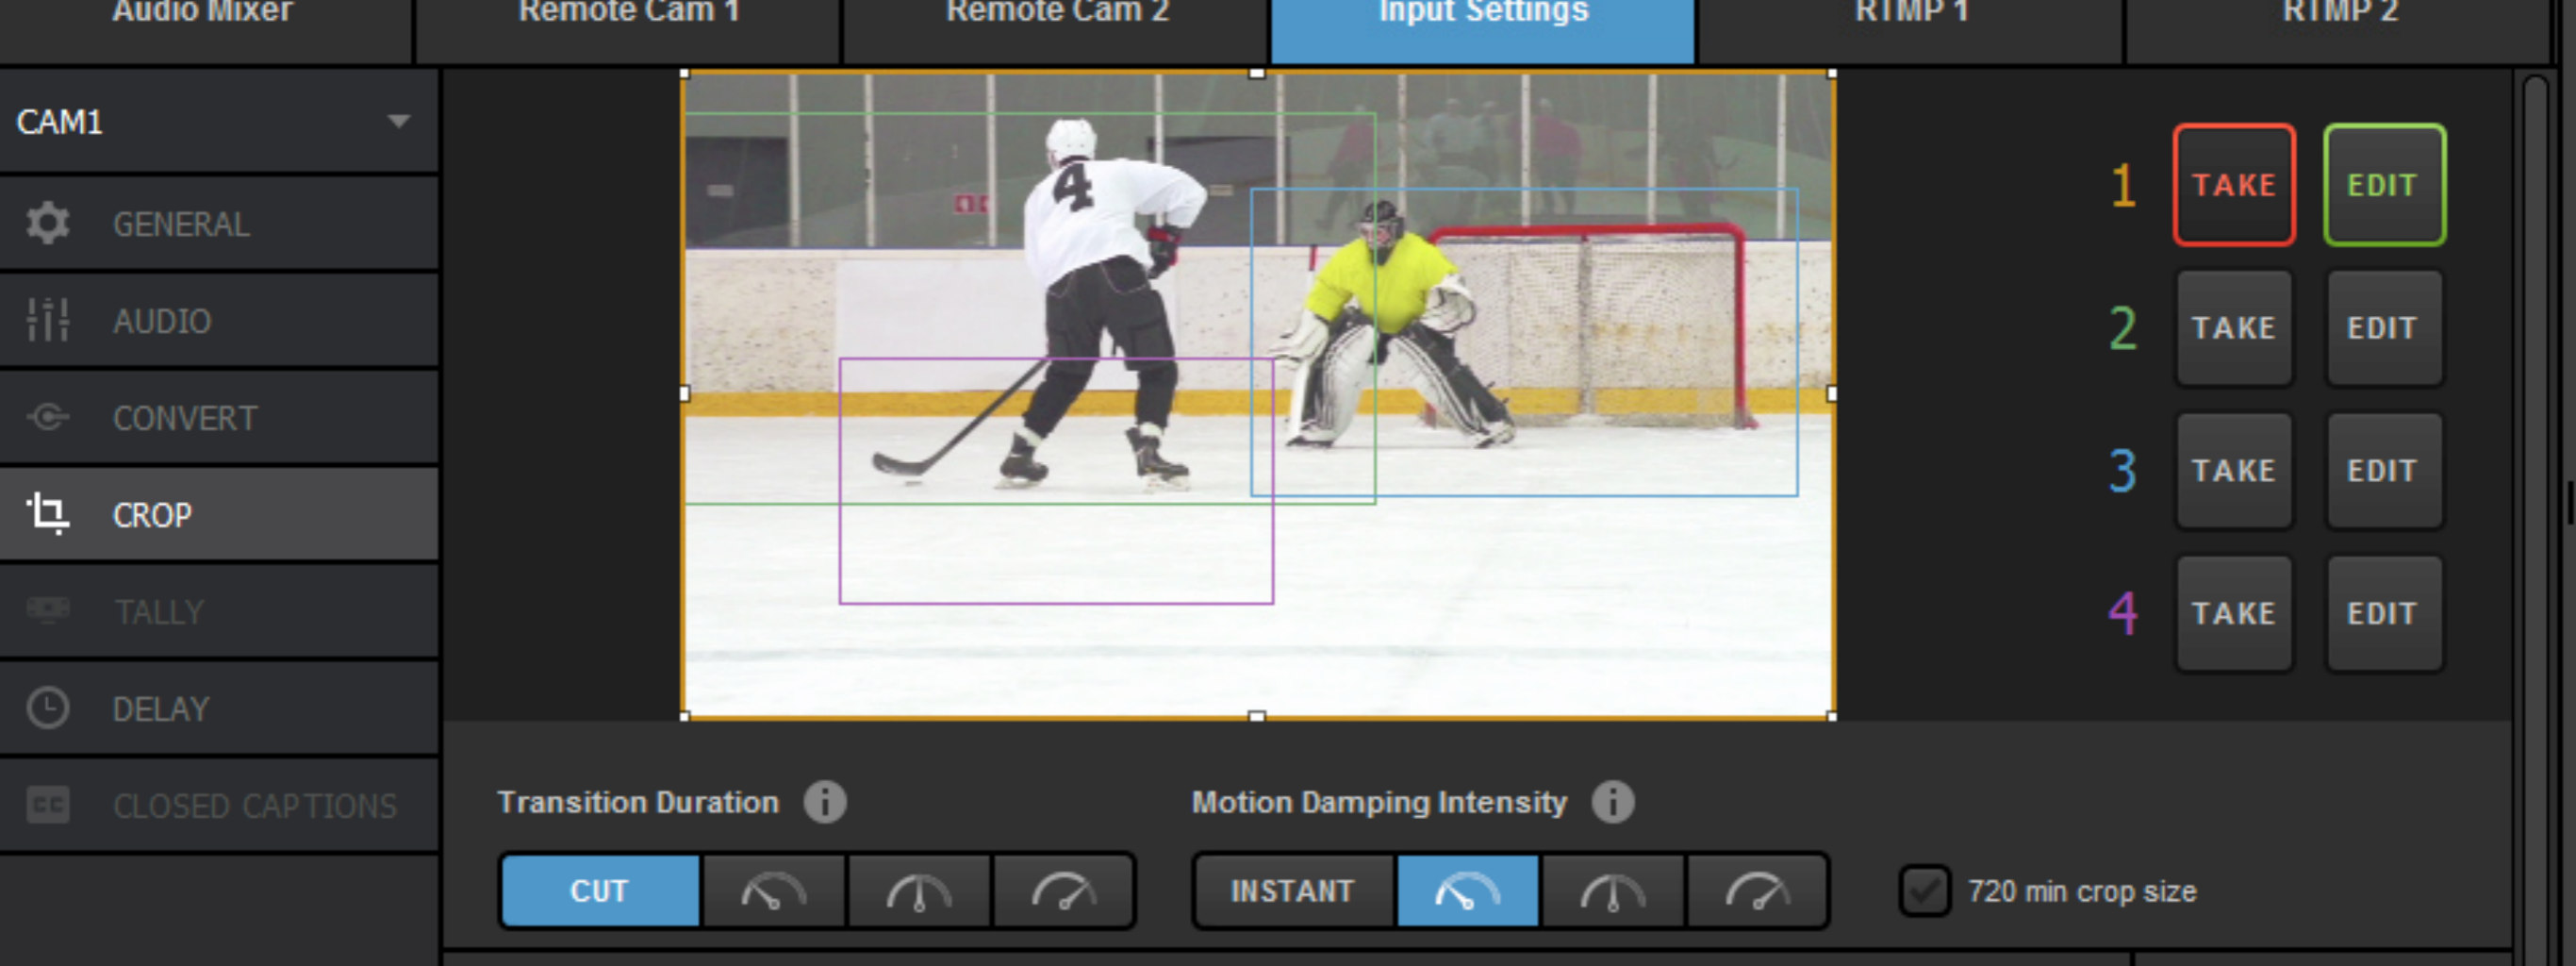 Audio Mixer
Remote Cam 1
Remote Cam 2
Input Settings
RTMP 1
RTMP 2
CAM1
GENERAL
AUDIO
CONVERT
CROP
TALLY
DELAY
CC CLOSED CAPTIONS
4
1 TAKE EDIT
2 TAKE EDIT
3 TAKE EDIT
4 TAKE EDIT
Transition Duration i
CUT
Motion Damping Intensity i
INSTANT
720 min crop size